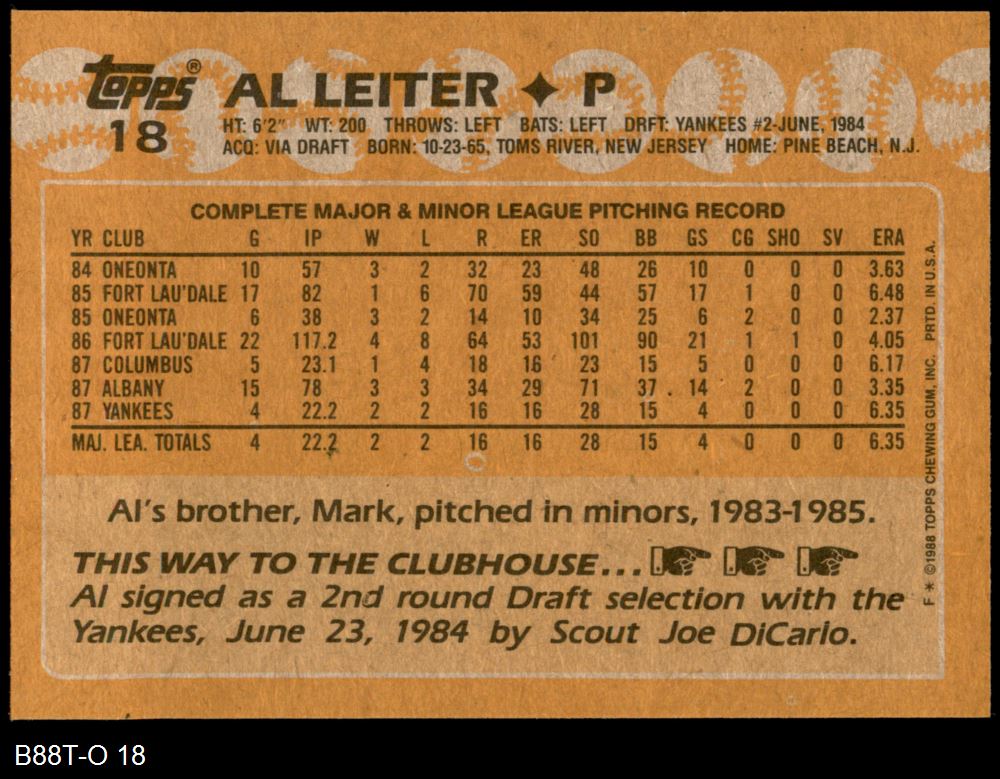 Topps® AL LEITER ✦ P
18
HT: 6'2" WT: 200 THROWS: LEFT BATS: LEFT DRFT: YANKEES #2-JUNE, 1984
ACQ: VIA DRAFT BORN: 10-23-65, TOMS RIVER, NEW JERSEY HOME: PINE BEACH, N.J.
COMPLETE MAJOR & MINOR LEAGUE PITCHING RECORD
YR CLUB G IP W L R ER SO BB GS CG SHO SV ERA
84 ONEONTA 10 57 3 2 32 23 48 26 10 0 0 0 3.63
85 FORT LAU'DALE 17 82 1 6 70 59 44 57 17 1 0 0 6.48
85 ONEONTA 6 38 3 2 14 10 34 25 6 2 0 0 2.37
86 FORT LAU'DALE 22 117.2 4 8 64 53 101 90 21 1 1 0 4.05
87 COLUMBUS 5 23.1 1 4 18 16 23 15 5 0 0 0 6.17
87 ALBANY 15 78 3 3 34 29 71 37 14 2 0 0 3.35
87 YANKEES 4 22.2 2 2 16 16 28 15 4 0 0 0 6.35
MAJ. LEA. TOTALS 4 22.2 2 2 16 16 28 15 4 0 0 0 6.35
Al's brother, Mark, pitched in minors, 1983-1985.
THIS WAY TO THE CLUBHOUSE...
Al signed as a 2nd round Draft selection with the
Yankees, June 23, 1984 by Scout Joe DiCario.
F ✶ ©1988 TOPPS CHEWING GUM, INC. PRTD. IN U.S.A.
B88T-O 18